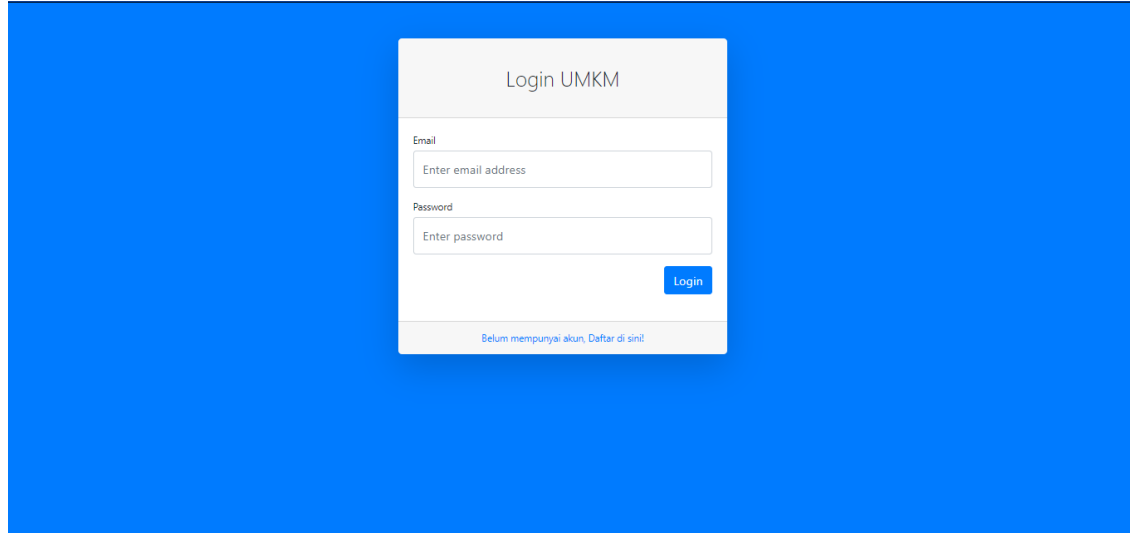 Login UMKM
Email
Enter email address
Password
Enter password
Login
Belum mempunyai akun, Daftar di sini!